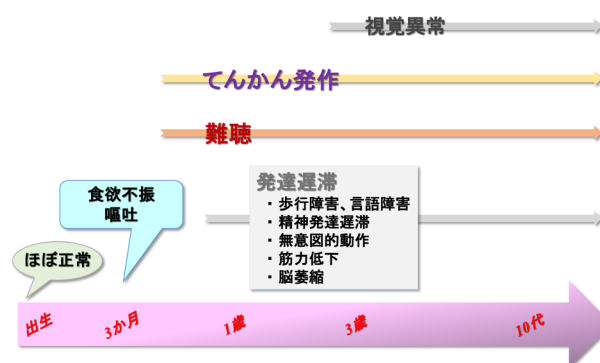 視覚異常
てんかん発作
難聴
発達遅滞
・歩行障害、言語障害
・精神発達遅滞
・無意図的動作
・筋力低下
・脳萎縮
食欲不振
嘔吐
ほぼ正常
出生
3か月
1歳
3歳
10代